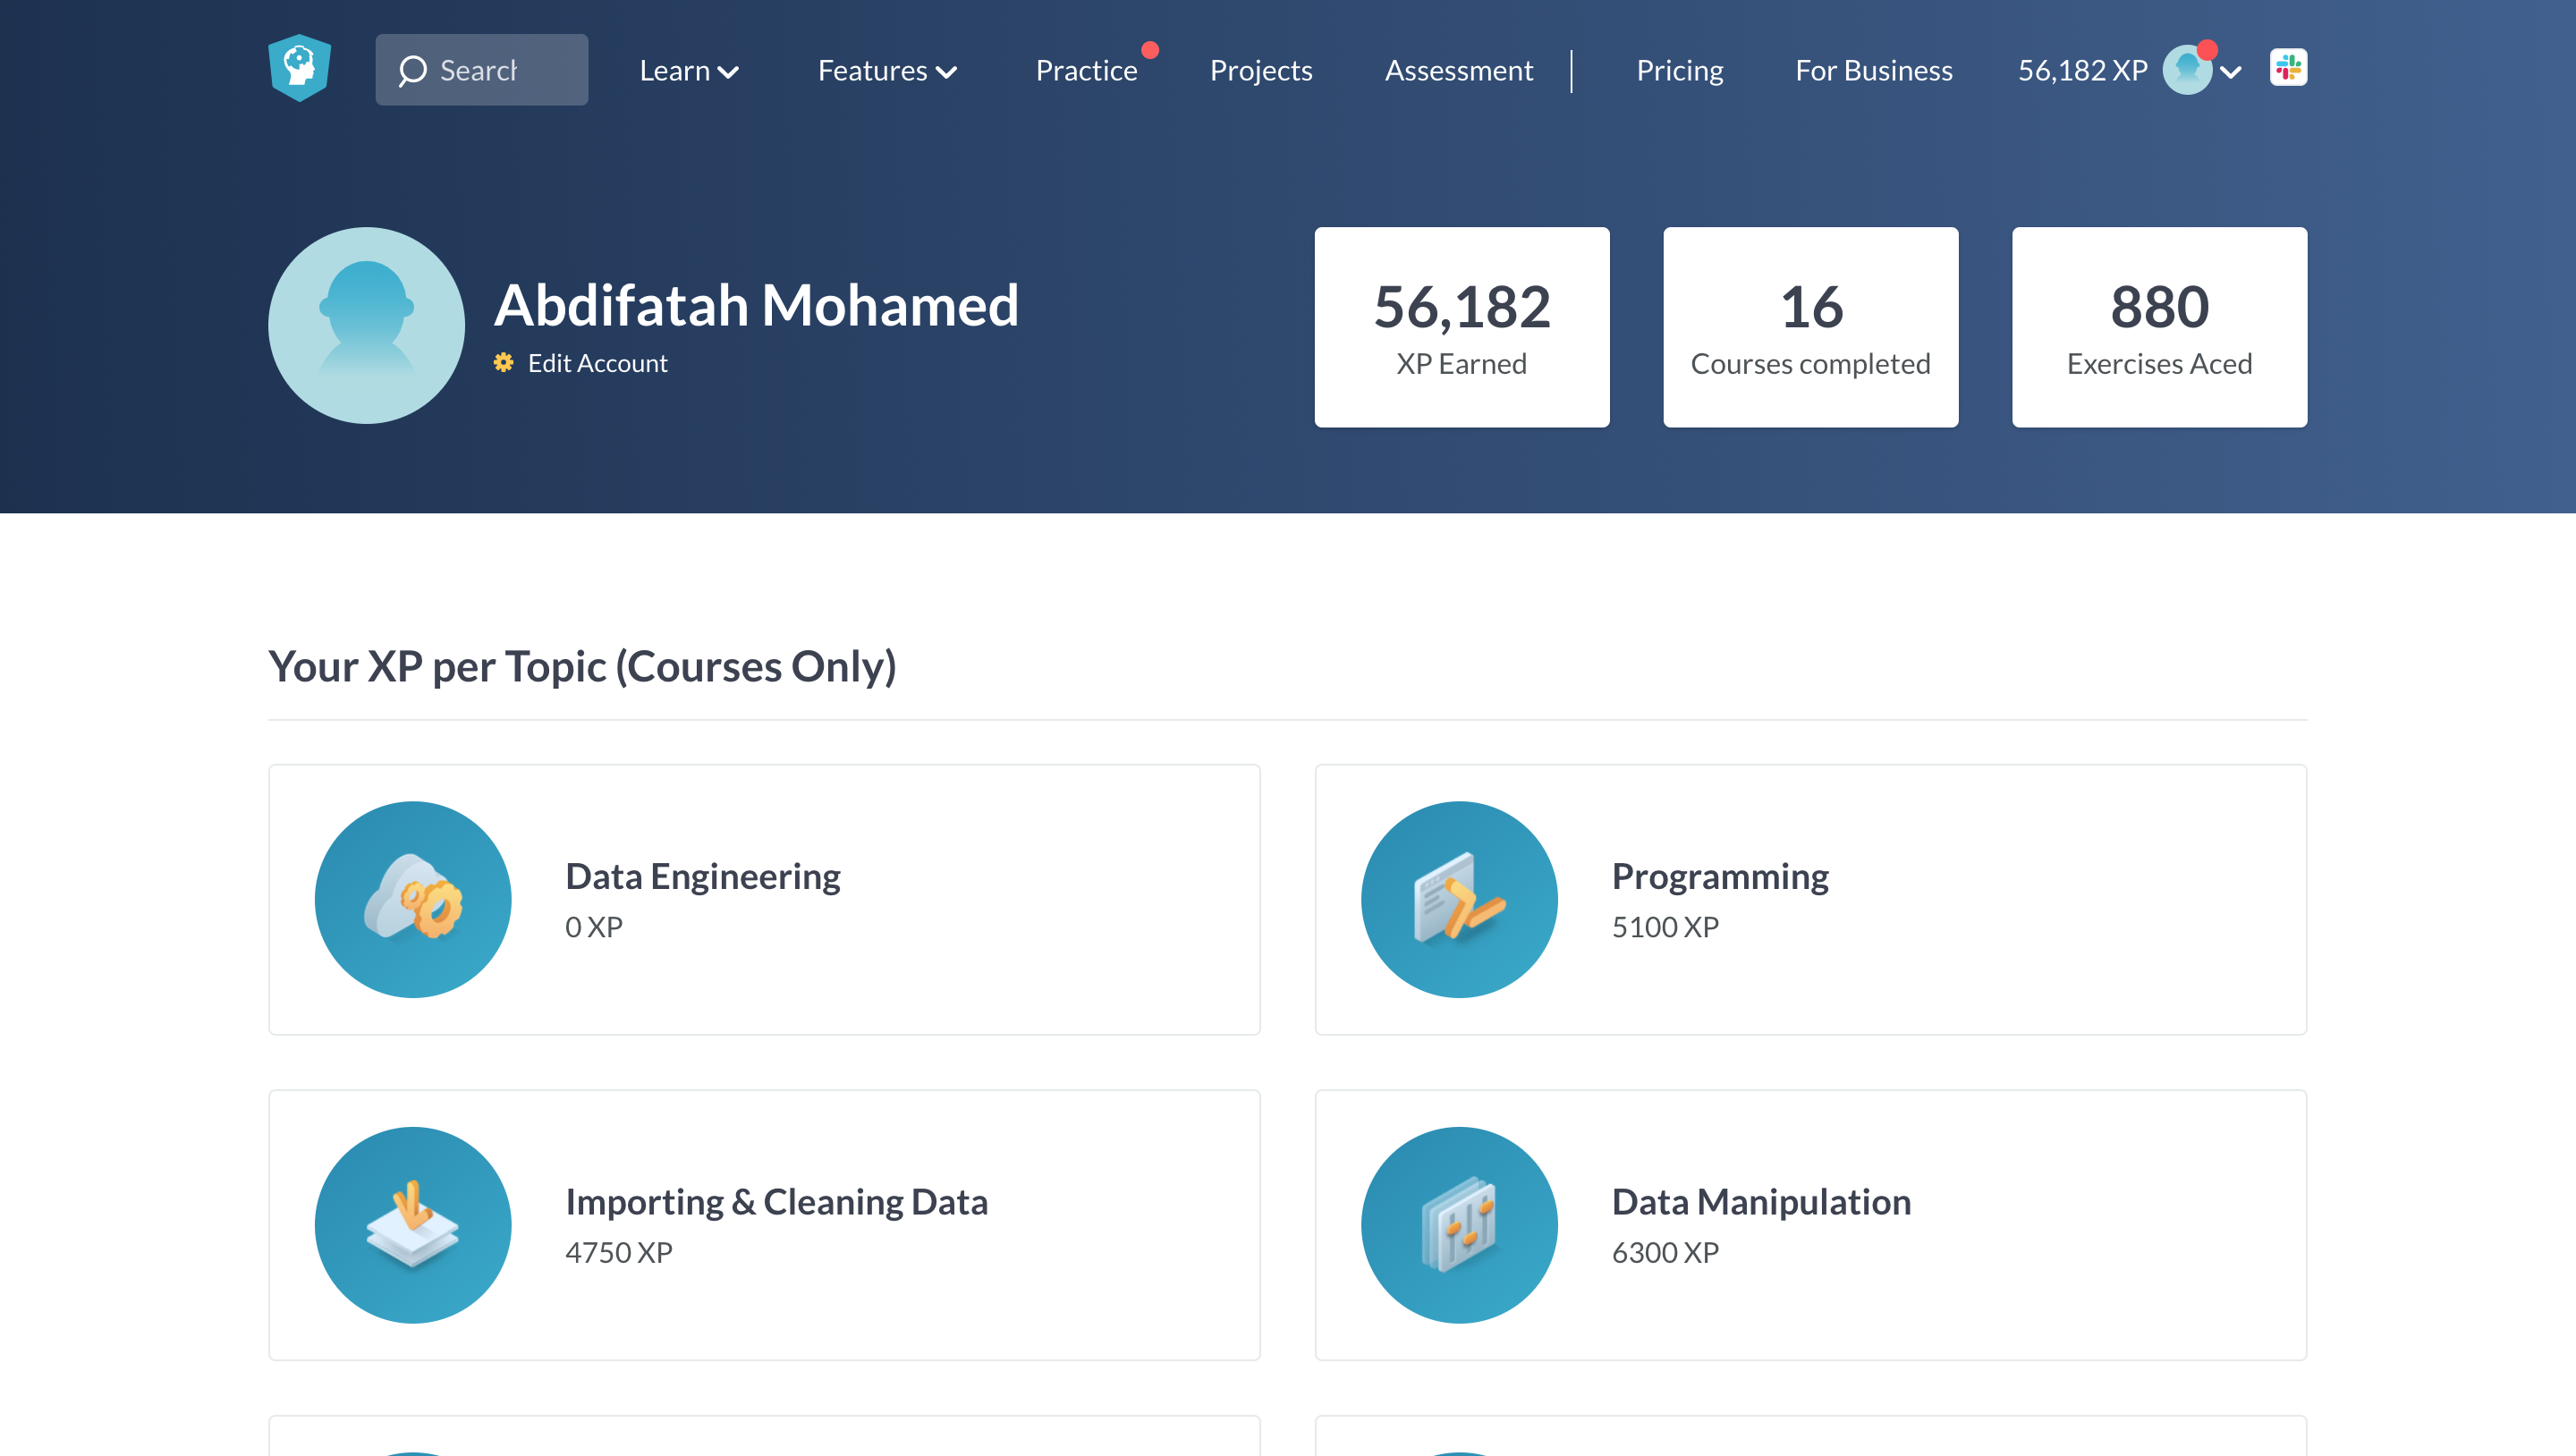 Search
Learn Features Practice Projects Assessment Pricing For Business 56,182 XP
Abdifatah Mohamed
Edit Account
56,182
XP Earned
16
Courses completed
880
Exercises Aced
Your XP per Topic (Courses Only)
Data Engineering
0 XP
Programming
5100 XP
Importing & Cleaning Data
4750 XP
Data Manipulation
6300 XP